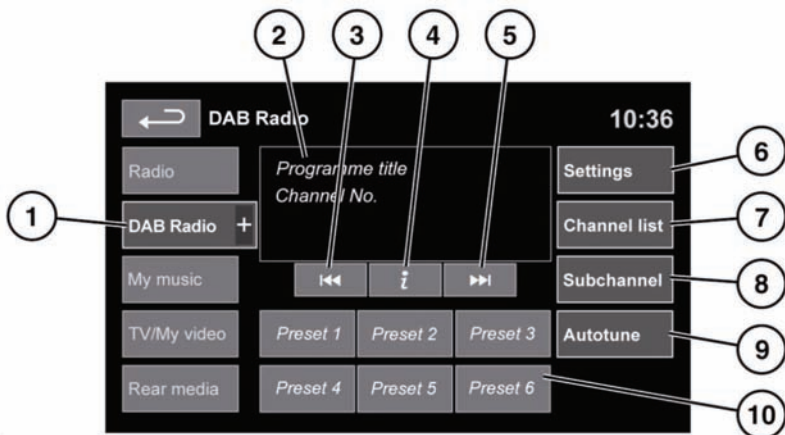 2 3 4 5
DAB Radio 10:36
Radio
Programme title
Channel No.
Settings 6
1 DAB Radio + Channel list 7
My music i Subchannel 8
TV/My video Preset 1 Preset 2 Preset 3 Autotune 9
Rear media Preset 4 Preset 5 Preset 6 10